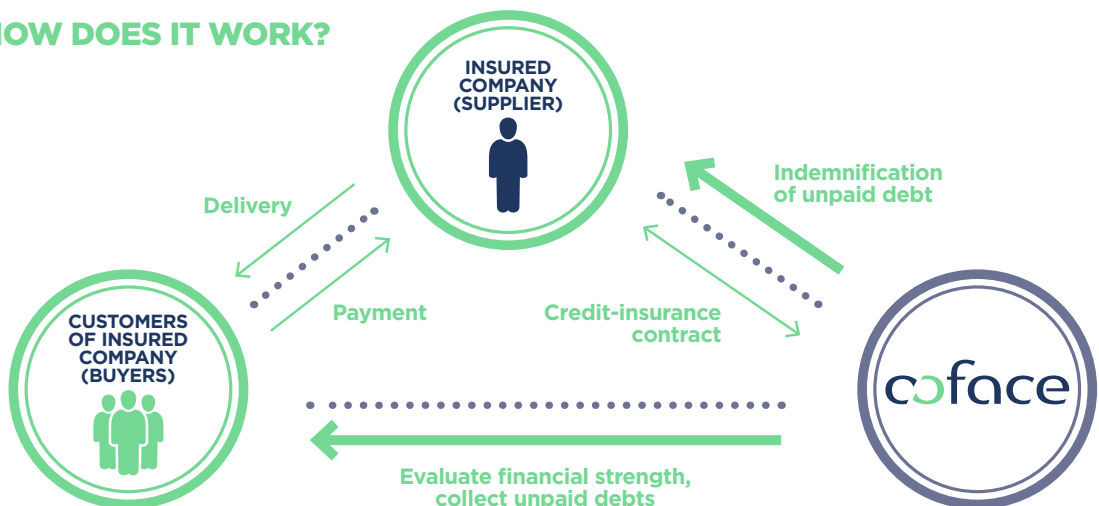 HOW DOES IT WORK?
INSURED
COMPANY
(SUPPLIER)
Indemnification
of unpaid debt
Delivery
Payment
Credit-insurance
contract
CUSTOMERS
OF INSURED
COMPANY
(BUYERS)
coface
Evaluate financial strength,
collect unpaid debts